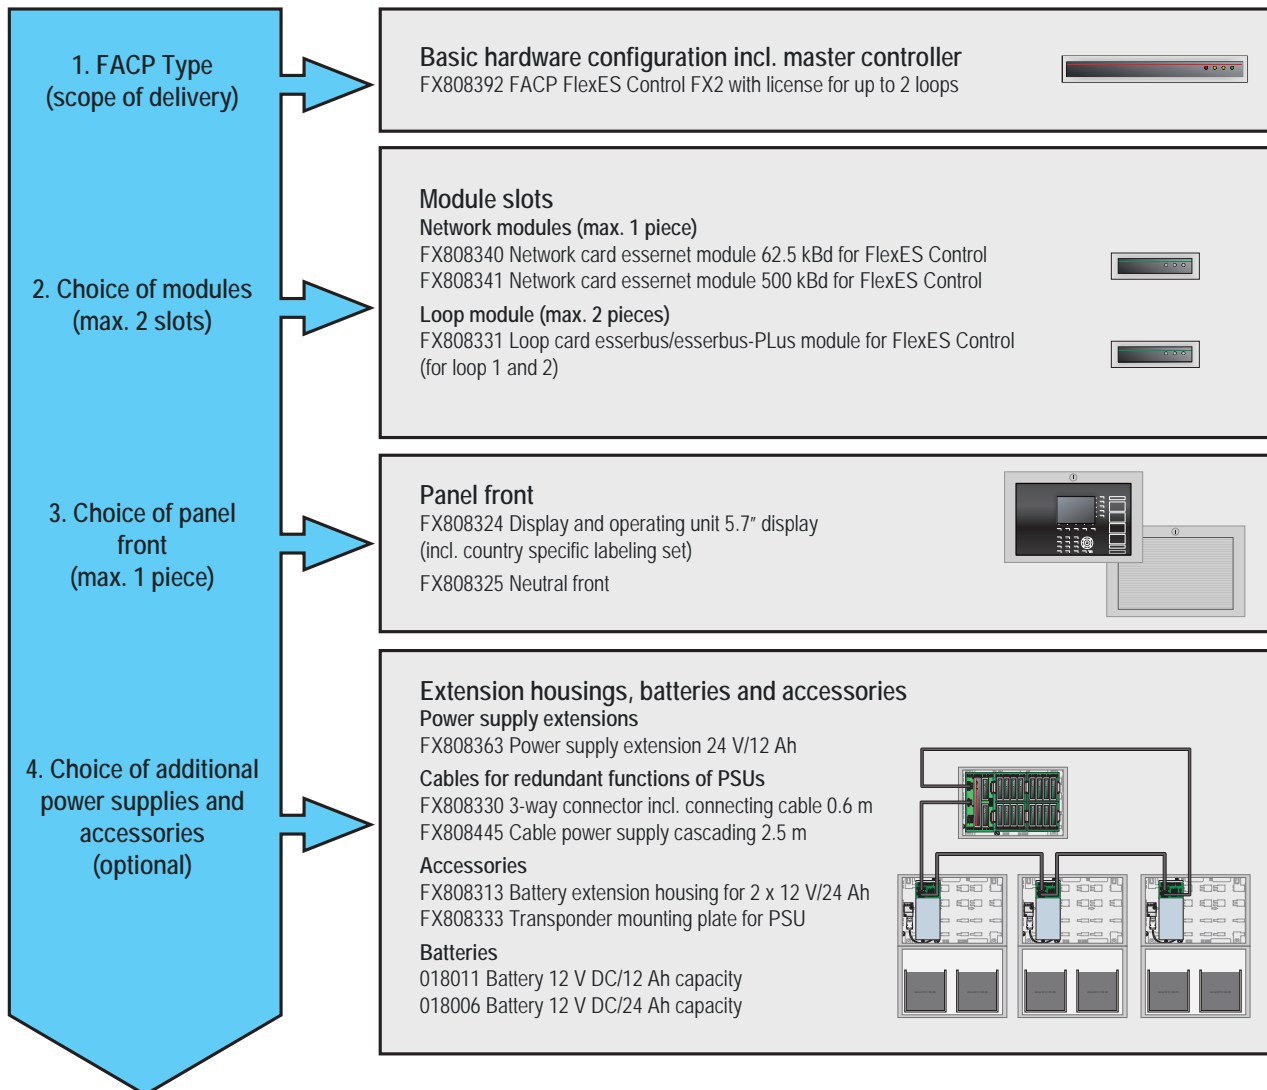 1. FACP Type
(scope of delivery)
Basic hardware configuration incl. master controller
FX808392 FACP FlexES Control FX2 with license for up to 2 loops
2. Choice of modules
(max. 2 slots)
Module slots
Network modules (max. 1 piece)
FX808340 Network card essernet module 62.5 kBd for FlexES Control
FX808341 Network card essernet module 500 kBd for FlexES Control
Loop module (max. 2 pieces)
FX808331 Loop card esserbus/esserbus-PLus module for FlexES Control
(for loop 1 and 2)
3. Choice of panel
front
(max. 1 piece)
Panel front
FX808324 Display and operating unit 5.7″ display
(incl. country specific labeling set)
FX808325 Neutral front
4. Choice of additional
power supplies and
accessories
(optional)
Extension housings, batteries and accessories
Power supply extensions
FX808363 Power supply extension 24 V/12 Ah
Cables for redundant functions of PSUs
FX808330 3-way connector incl. connecting cable 0.6 m
FX808445 Cable power supply cascading 2.5 m
Accessories
FX808313 Battery extension housing for 2 x 12 V/24 Ah
FX808333 Transponder mounting plate for PSU
Batteries
018011 Battery 12 V DC/12 Ah capacity
018006 Battery 12 V DC/24 Ah capacity